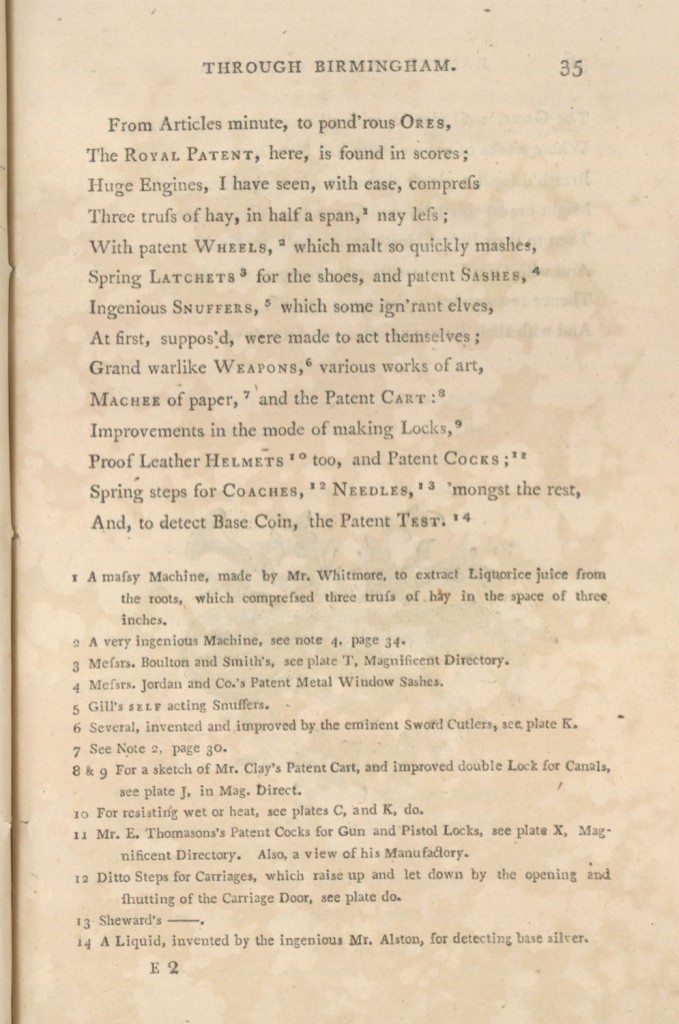 THROUGH BIRMINGHAM. 35
From Articles minute, to pond'rous ORES,
The ROYAL PATENT, here, is found in scores;
Huge Engines, I have seen, with ease, compreſs
Three truſs of hay, in half a span,¹ nay leſs;
With patent WHEELS, ² which malt so quickly mashes,
Spring LATCHETS ³ for the shoes, and patent SASHES, ⁴
Ingenious SNUFFERS, ⁵ which some ign'rant elves,
At first, suppos'd, were made to act themselves;
Grand warlike WEAPONS,⁶ various works of art,
MACHEE of paper, ⁷ and the Patent CART:⁸
Improvements in the mode of making Locks,⁹
Proof Leather HELMETS ¹⁰ too, and Patent COCKS;¹¹
Spring steps for COACHES, ¹² NEEDLES, ¹³ 'mongst the rest,
And, to detect Base Coin, the Patent TEST. ¹⁴
1 A maſsy Machine, made by Mr. Whitmore, to extract Liquorice juice from
the roots, which compreſsed three truſs of hay in the space of three
inches.
2 A very ingenious Machine, see note 4, page 34.
3 Meſsrs. Boulton and Smith's, see plate T, Magnificent Directory.
4 Meſsrs. Jordan and Co.'s Patent Metal Window Sashes.
5 Gill's SELF acting Snuffers.
6 Several, invented and improved by the eminent Sword Cutlers, see plate K.
7 See Note 2, page 30.
8 & 9 For a sketch of Mr. Clay's Patent Cart, and improved double Lock for Canals,
see plate J, in Mag. Direct.
10 For resisting wet or heat, see plates C, and K, do.
11 Mr. E. Thomasons's Patent Cocks for Gun and Pistol Locks, see plate X, Mag-
nificent Directory. Also, a view of his Manufactory.
12 Ditto Steps for Carriages, which raise up and let down by the opening and
ſhutting of the Carriage Door, see plate do.
13 Sheward's ——.
14 A Liquid, invented by the ingenious Mr. Alston, for detecting base silver.
E 2